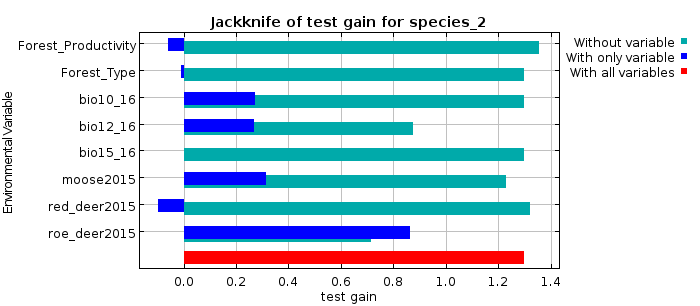 Jackknife of test gain for species_2
Forest_Productivity
Forest_Type
bio10_16
bio12_16
bio15_16
moose2015
red_deer2015
roe_deer2015
Environmental Variable
0.0 0.2 0.4 0.6 0.8 1.0 1.2 1.4
test gain
Without variable
With only variable
With all variables